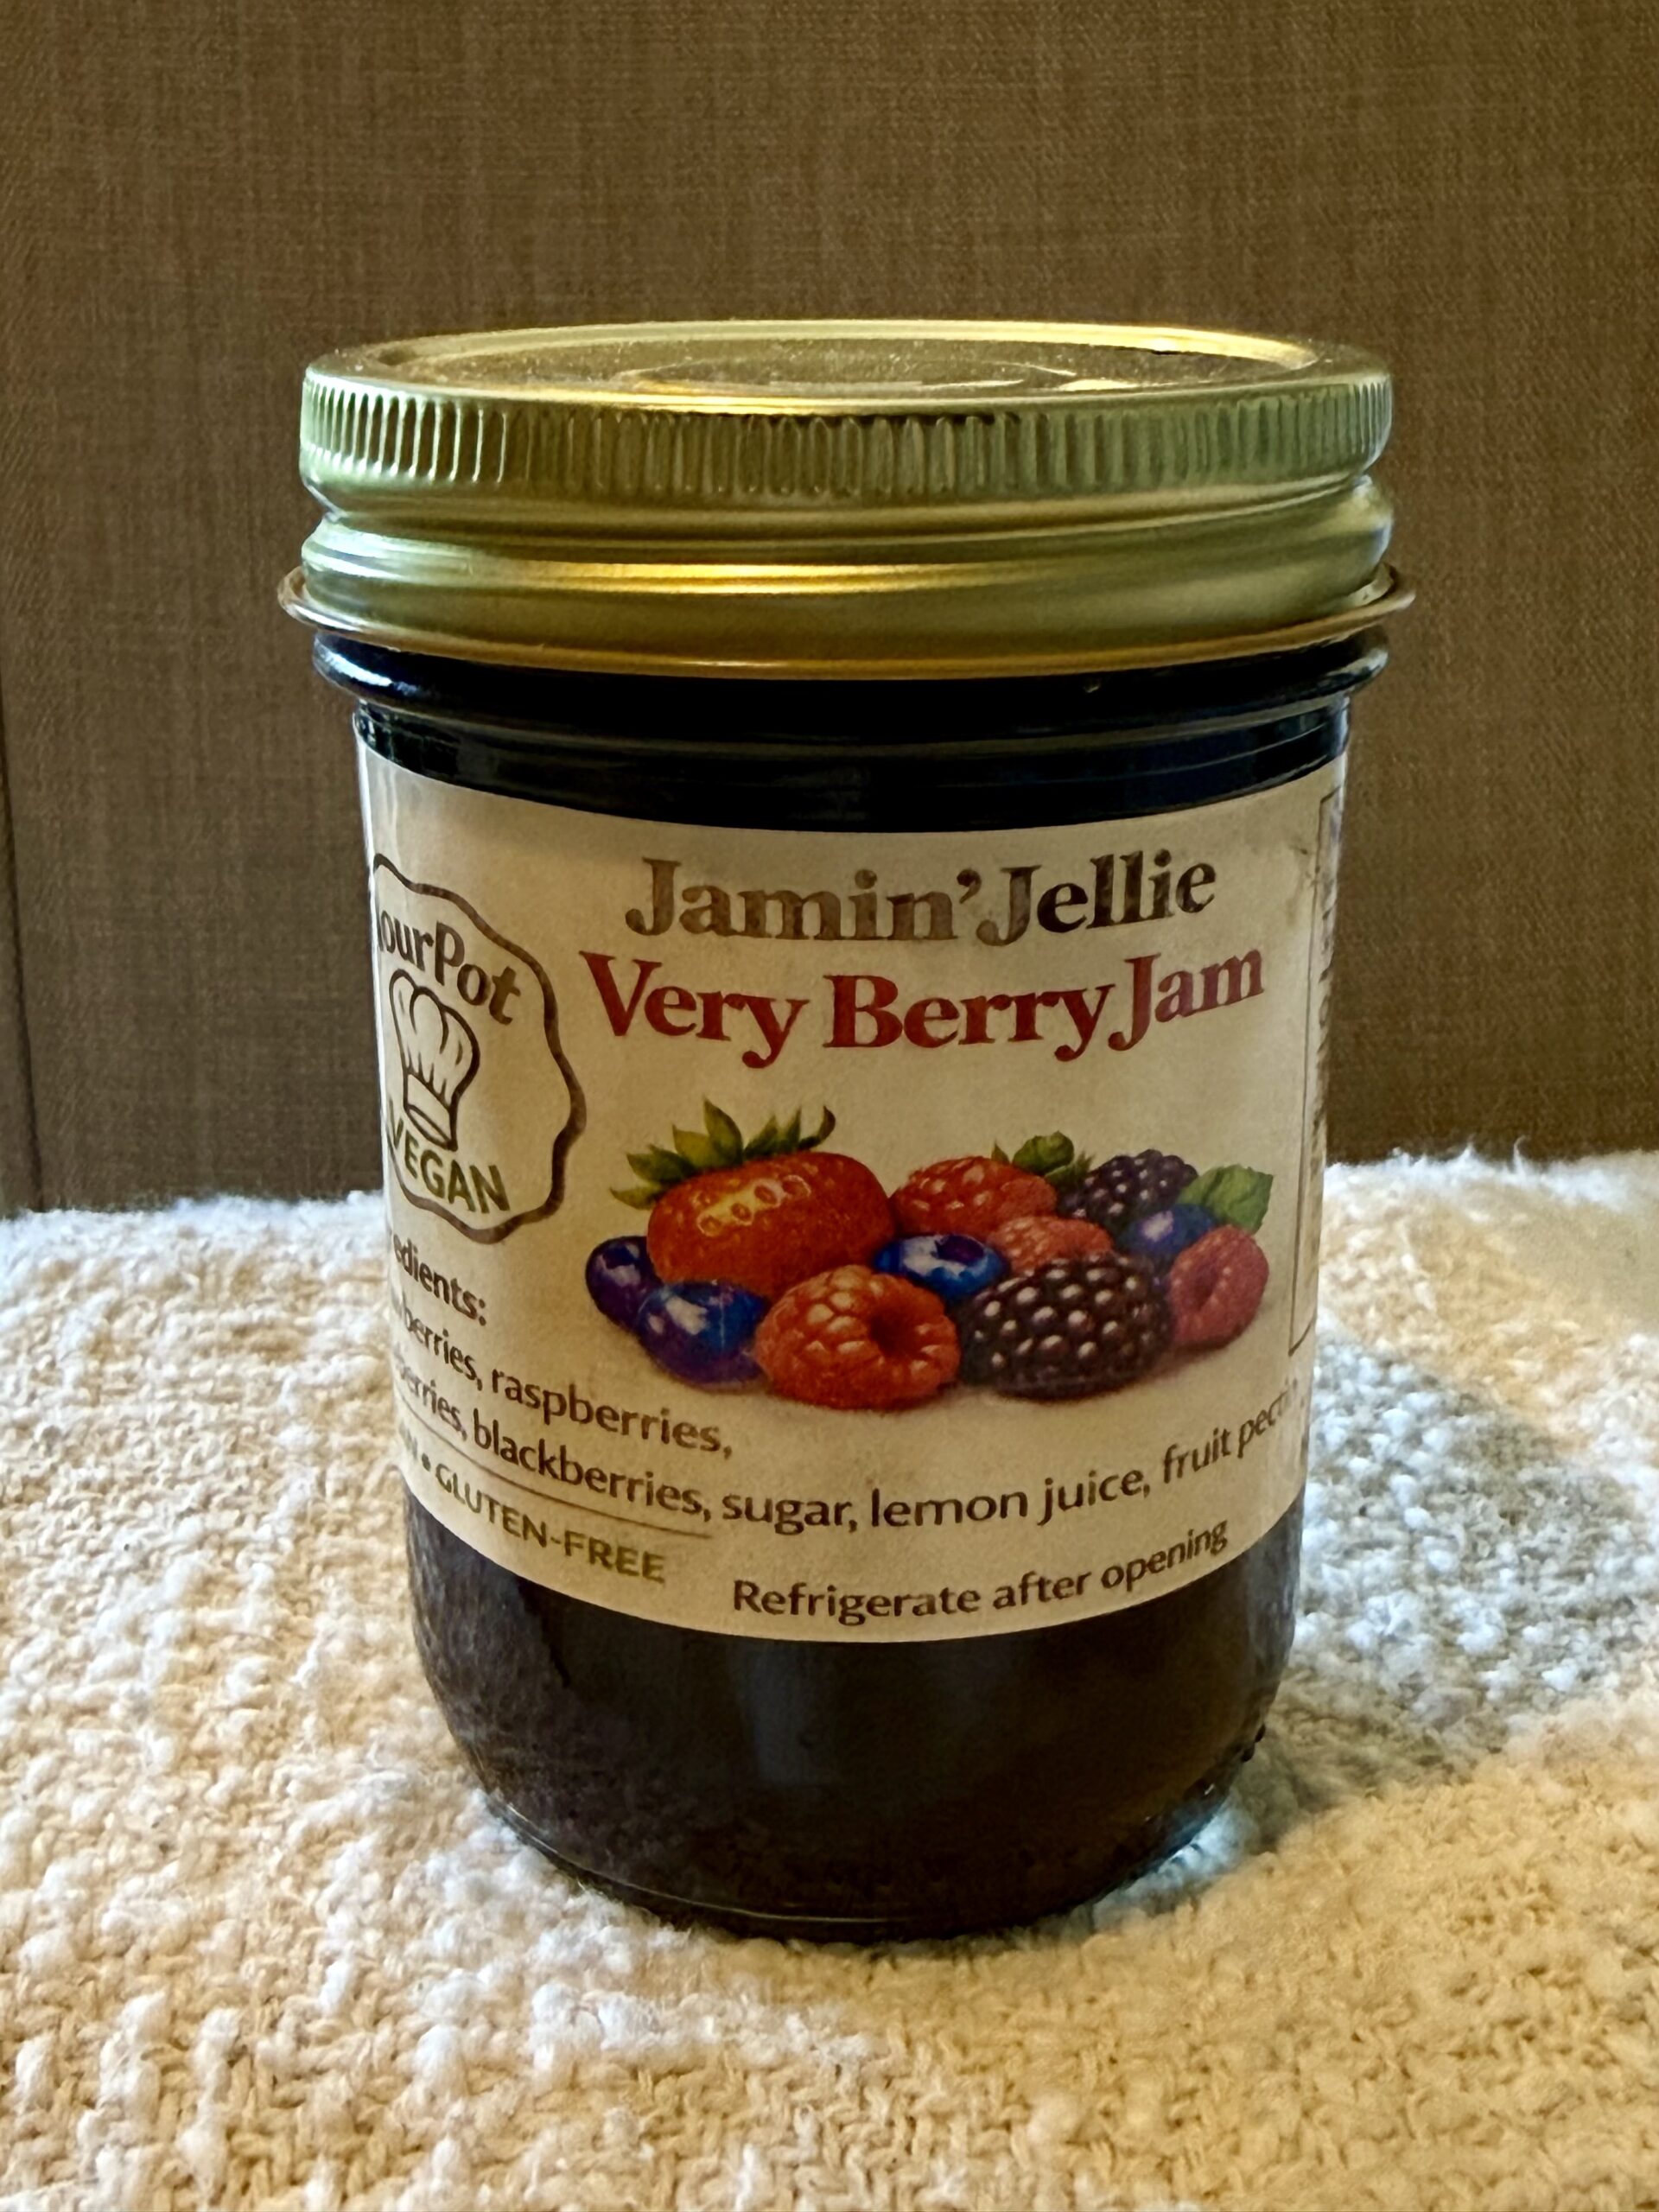 Jamin' Jellie
Very Berry Jam
ourPot
VEGAN
edients:
berries, raspberries,
erries, blackberries, sugar, lemon juice, fruit pecti
N • GLUTEN-FREE
Refrigerate after opening